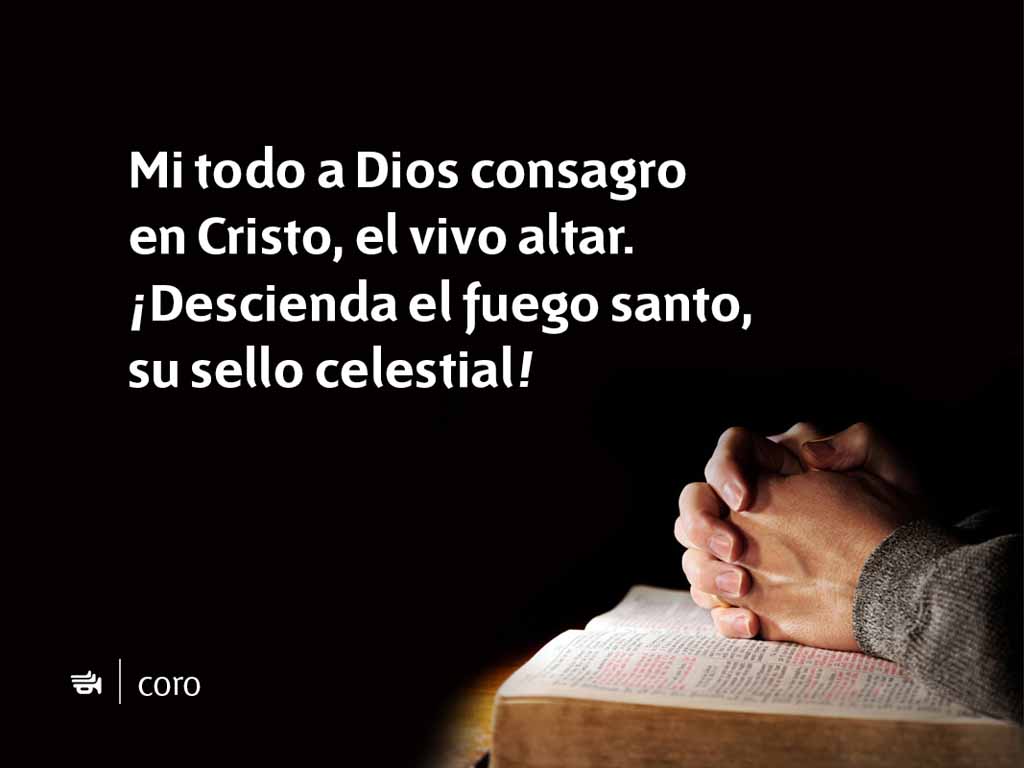 Mi todo a Dios consagro
en Cristo, el vivo altar.
¡Descienda el fuego santo,
su sello celestial!
coro